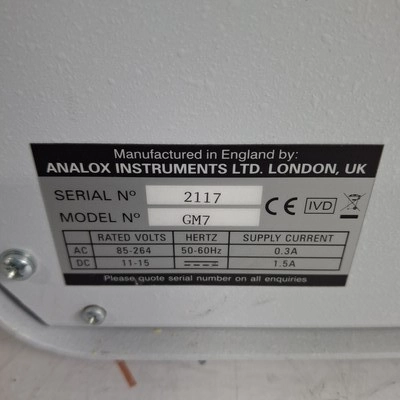 Manufactured in England by:
ANALOX INSTRUMENTS LTD. LONDON, UK
SERIAL Nº 2117
MODEL Nº GM7
CE IVD
RATED VOLTS HERTZ SUPPLY CURRENT
AC 85-264 50-60Hz 0.3A
DC 11-15 1.5A
Please quote serial number on all enquiries